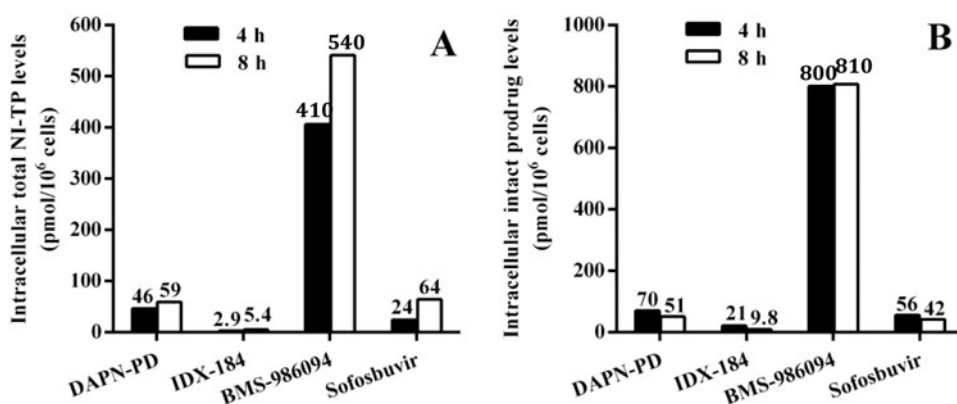 A
4 h
8 h
Intracellular total NI-TP levels
(pmol/10⁶ cells)
600
500
400
300
200
100
0
46 59
2.9 5.4
410 540
24 64
DAPN-PD
IDX-184
BMS-986094
Sofosbuvir
B
4 h
8 h
Intracellular intact prodrug levels
(pmol/10⁶ cells)
1000
800
600
400
200
0
70 51
21 9.8
800 810
56 42
DAPN-PD
IDX-184
BMS-986094
Sofosbuvir